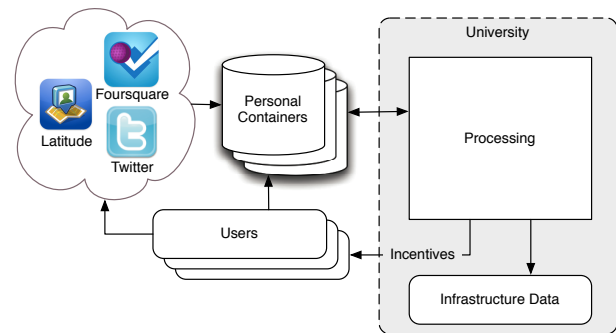 University
Foursquare
Latitude
Twitter
Personal
Containers
Processing
Users
Incentives
Infrastructure Data